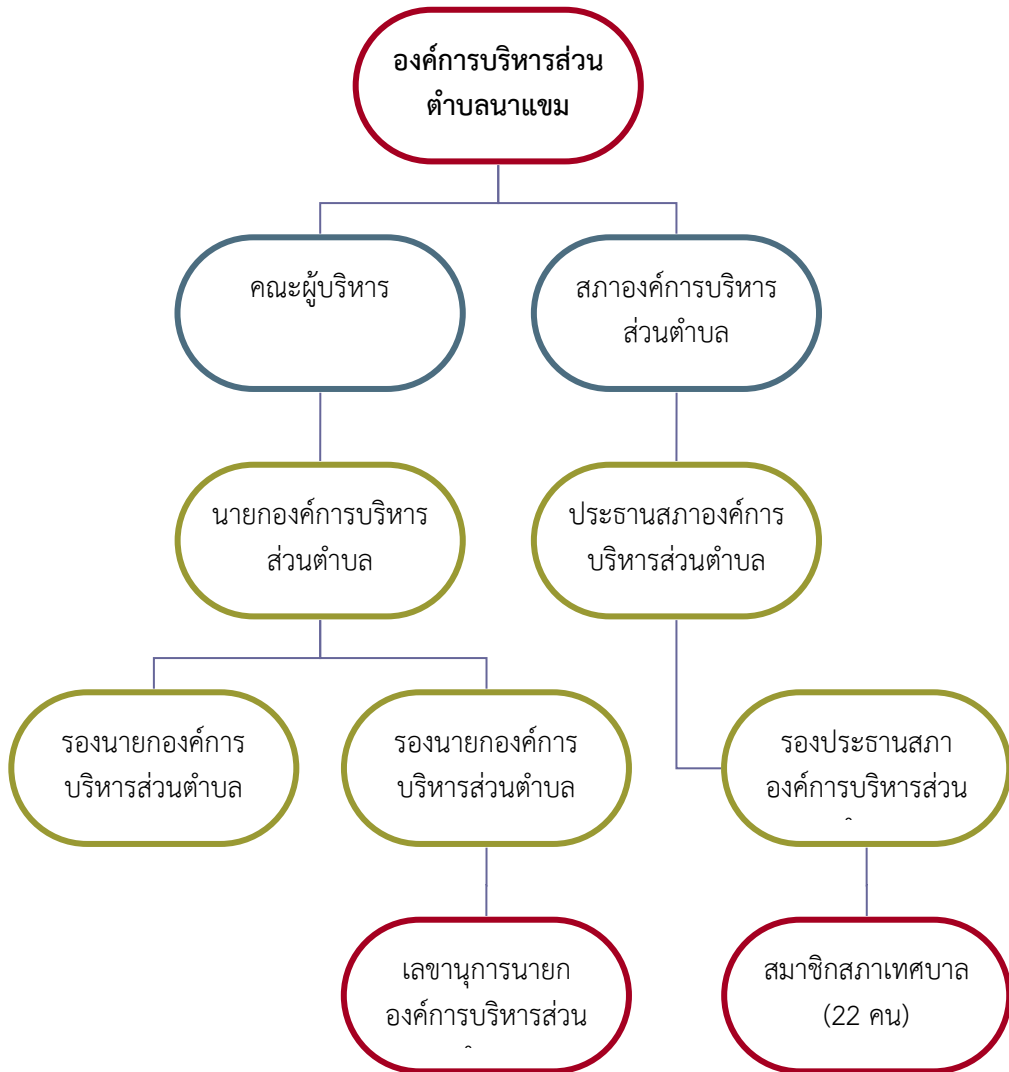 องค์การบริหารส่วน
ตำบลนาแขม
คณะผู้บริหาร
สภาองค์การบริหาร
ส่วนตำบล
นายกองค์การบริหาร
ส่วนตำบล
ประธานสภาองค์การ
บริหารส่วนตำบล
รองนายกองค์การ
บริหารส่วนตำบล
รองนายกองค์การ
บริหารส่วนตำบล
รองประธานสภา
องค์การบริหารส่วน
เลขานุการนายก
องค์การบริหารส่วน
สมาชิกสภาเทศบาล
(22 คน)